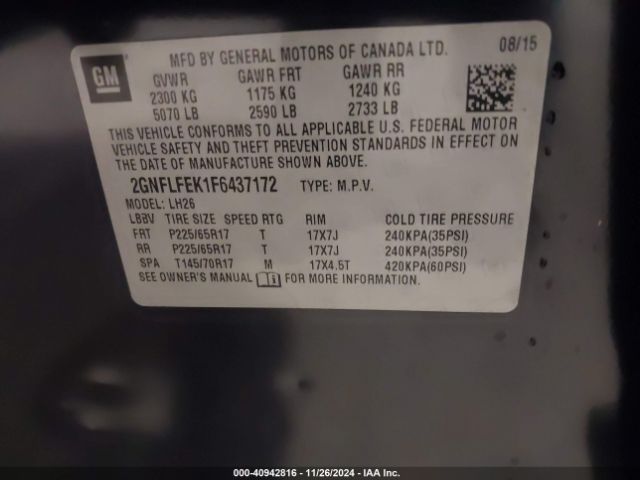 GM
MFD BY GENERAL MOTORS OF CANADA LTD. 08/15
GVWR GAWR FRT GAWR RR
2300 KG 1175 KG 1240 KG
5070 LB 2590 LB 2733 LB
THIS VEHICLE CONFORMS TO ALL APPLICABLE U.S. FEDERAL MOTOR
VEHICLE SAFETY AND THEFT PREVENTION STANDARDS IN EFFECT ON
THE DATE OF MANUFACTURE SHOWN ABOVE.
2GNFLFEK1F6437172 TYPE: M.P.V.
MODEL: LH26
LBBV TIRE SIZE SPEED RTG RIM COLD TIRE PRESSURE
FRT P225/65R17 T 17X7J 240KPA(35PSI)
RR P225/65R17 T 17X7J 240KPA(35PSI)
SPA T145/70R17 M 17X4.5T 420KPA(60PSI)
SEE OWNER'S MANUAL FOR MORE INFORMATION.
000-40942816 - 11/26/2024 - IAA Inc.